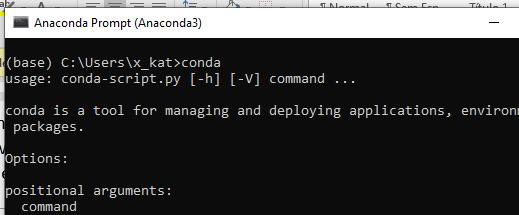 ¶ Normal ¶ Sem Esp... Título 1
Anaconda Prompt (Anaconda3)
(base) C:\Users\x_kat>conda
usage: conda-script.py [-h] [-V] command ...
conda is a tool for managing and deploying applications, environ
packages.
Options:
positional arguments:
command